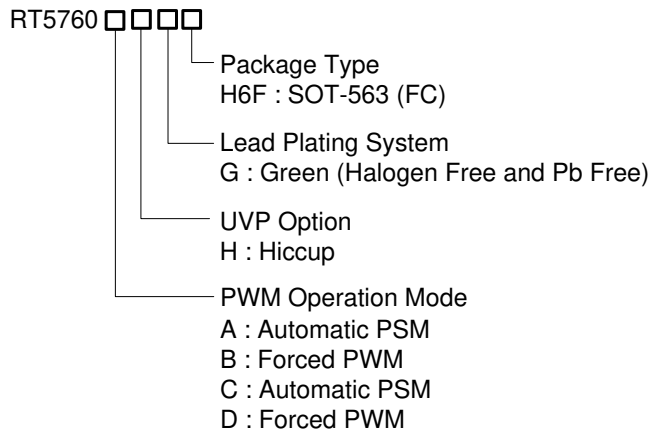 RT5760
Package Type
H6F : SOT-563 (FC)
Lead Plating System
G : Green (Halogen Free and Pb Free)
UVP Option
H : Hiccup
PWM Operation Mode
A : Automatic PSM
B : Forced PWM
C : Automatic PSM
D : Forced PWM